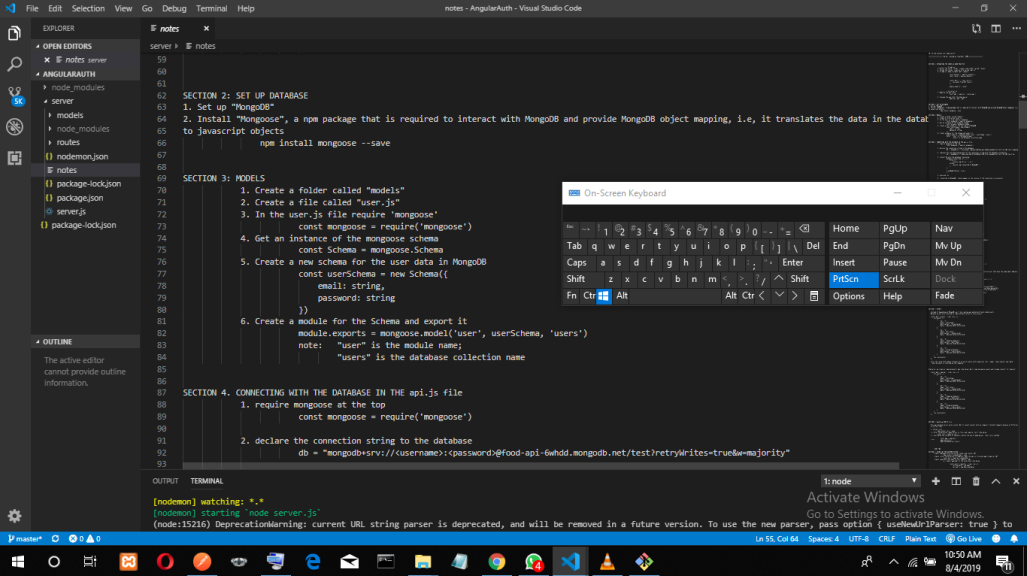 File Edit Selection View Go Debug Terminal Help
notes - AngularAuth - Visual Studio Code
EXPLORER
OPEN EDITORS
notes server
ANGULARAUTH
node_modules
server
models
node_modules
routes
nodemon.json
notes
package-lock.json
package.json
server.js
package-lock.json
OUTLINE
The active editor
cannot provide outline
information.
5K
notes
server › notes
59
60
61
62 SECTION 2: SET UP DATABASE
63 1. Set up "MongoDB"
64 2. Install "Mongoose", a npm package that is required to interact with MongoDB and provide MongoDB object mapping, i.e, it translates the data in the datab
65 to javascript objects
66 npm install mongoose --save
67
68
69 SECTION 3: MODELS
70 1. Create a folder called "models"
71 2. Create a file called "user.js"
72 3. In the user.js file require 'mongoose'
73 const mongoose = require('mongoose')
74 4. Get an instance of the mongoose schema
75 const Schema = mongoose.Schema
76 5. Create a new schema for the user data in MongoDB
77 const userSchema = new Schema({
78 email: string,
79 password: string
80 })
81 6. Create a module for the Schema and export it
82 module.exports = mongoose.model('user', userSchema, 'users')
83 note: "user" is the module name;
84 "users" is the database collection name
85
86
87 SECTION 4. CONNECTING WITH THE DATABASE IN THE api.js file
88 1. require mongoose at the top
89 const mongoose = require('mongoose')
90
91 2. declare the connection string to the database
92 db = "mongodb+srv://<username>:<password>@food-api-6whdd.mongodb.net/test?retryWrites=true&w=majority"
93
On-Screen Keyboard
Home PgUp Nav
Tab q w e r t y u i o p [ ] \ Del End PgDn Mv Up
Caps a s d f g h j k l ; ' Enter Insert Pause Mv Dn
Shift z x c v b n m , . / Shift PrtScn ScrLk Dock
Fn Ctr Alt Alt Ctr Options Help Fade
OUTPUT TERMINAL
1: node
[nodemon] watching: *.*
[nodemon] starting `node server.js`
(node:15216) DeprecationWarning: current URL string parser is deprecated, and will be removed in a future version. To use the new parser, pass option { useNewUrlParser: true } to
Activate Windows
Go to Settings to activate Windows.
master* 0 0
Ln 55, Col 64 Spaces: 4 UTF-8 CRLF Plain Text Go Live
4
10:50 AM
8/4/2019
11